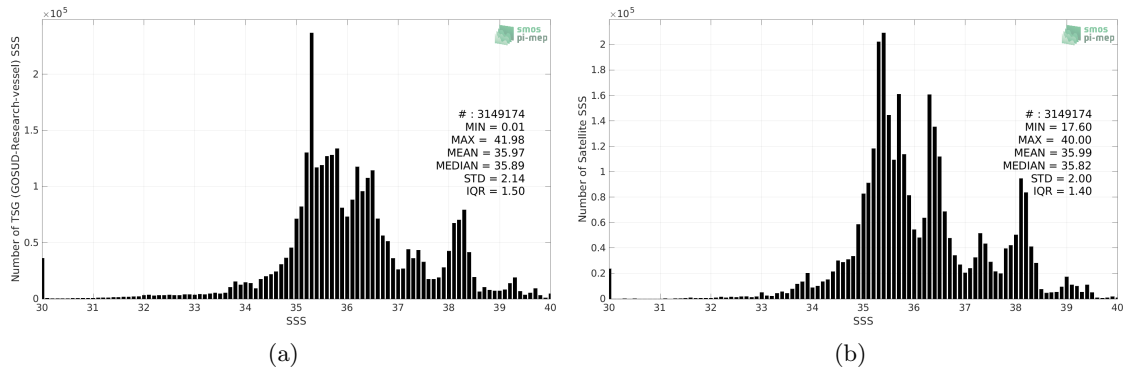 ×10⁵
smos
pi-mep
Number of TSG (GOSUD-Research-vessel) SSS
2
1.5
1
0.5
0
# : 3149174
MIN = 0.01
MAX = 41.98
MEAN = 35.97
MEDIAN = 35.89
STD = 2.14
IQR = 1.50
30 31 32 33 34 35 36 37 38 39 40
SSS
(a)
×10⁵
smos
pi-mep
Number of Satellite SSS
2
1.8
1.6
1.4
1.2
1
0.8
0.6
0.4
0.2
0
# : 3149174
MIN = 17.60
MAX = 40.00
MEAN = 35.99
MEDIAN = 35.82
STD = 2.00
IQR = 1.40
30 31 32 33 34 35 36 37 38 39 40
SSS
(b)